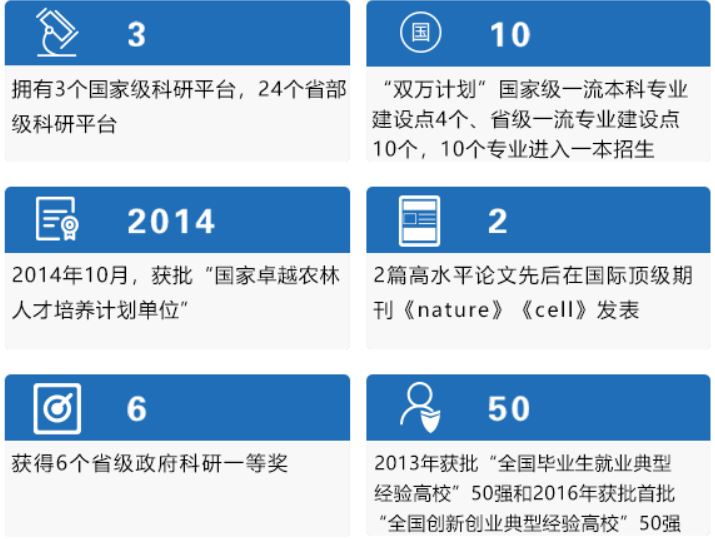 3
拥有3个国家级科研平台，24个省部
级科研平台
国
10
“双万计划”国家级一流本科专业
建设点4个、省级一流专业建设点
10个，10个专业进入一本招生
2014
2014年10月，获批“国家卓越农林
人才培养计划单位”
2
2篇高水平论文先后在国际顶级期
刊《nature》《cell》发表
6
获得6个省级政府科研一等奖
50
2013年获批“全国毕业生就业典型
经验高校”50强和2016年获批首批
“全国创新创业典型经验高校”50强